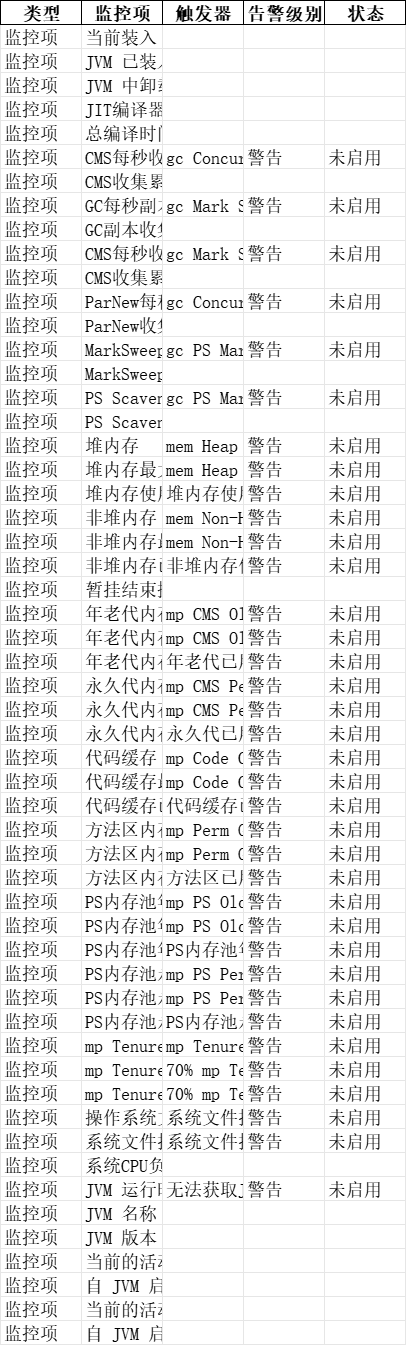 类型 监控项 触发器 告警级别 状态
监控项 当前装入
监控项 JVM 已装
监控项 JVM 中卸
监控项 JIT编译器
监控项 总编译时
监控项 CMS每秒收 gc Concu 警告 未启用
监控项 CMS收集累
监控项 GC每秒副 gc Mark S 警告 未启用
监控项 GC副本收
监控项 CMS每秒收 gc Mark S 警告 未启用
监控项 CMS收集累
监控项 ParNew每 gc Concu 警告 未启用
监控项 ParNew收
监控项 MarkSweep gc PS Mar 警告 未启用
监控项 MarkSweep
监控项 PS Scaven gc PS Mar 警告 未启用
监控项 PS Scaven
监控项 堆内存 mem Heap 警告 未启用
监控项 堆内存最 mem Heap 警告 未启用
监控项 堆内存使 堆内存使 警告 未启用
监控项 非堆内存 mem Non-H 警告 未启用
监控项 非堆内存 mem Non-H 警告 未启用
监控项 非堆内存 非堆内存 警告 未启用
监控项 暂挂结束
监控项 年老代内 mp CMS Ol 警告 未启用
监控项 年老代内 mp CMS Ol 警告 未启用
监控项 年老代内 年老代已 警告 未启用
监控项 永久代内 mp CMS Pe 警告 未启用
监控项 永久代内 mp CMS Pe 警告 未启用
监控项 永久代内 永久代已 警告 未启用
监控项 代码缓存 mp Code C 警告 未启用
监控项 代码缓存 mp Code C 警告 未启用
监控项 代码缓存 代码缓存 警告 未启用
监控项 方法区内 mp Perm G 警告 未启用
监控项 方法区内 mp Perm G 警告 未启用
监控项 方法区内 方法区已 警告 未启用
监控项 PS内存池 mp PS Old 警告 未启用
监控项 PS内存池 mp PS Old 警告 未启用
监控项 PS内存池 PS内存池 警告 未启用
监控项 PS内存池 mp PS Per 警告 未启用
监控项 PS内存池 mp PS Per 警告 未启用
监控项 PS内存池 PS内存池 警告 未启用
监控项 mp Tenure mp Tenure 警告 未启用
监控项 mp Tenure 70% mp Te 警告 未启用
监控项 mp Tenure 70% mp Te 警告 未启用
监控项 操作系统 系统文件 警告 未启用
监控项 系统文件 系统文件 警告 未启用
监控项 系统CPU负
监控项 JVM 运行 无法获取 警告 未启用
监控项 JVM 名称
监控项 JVM 版本
监控项 当前的活
监控项 自 JVM 启
监控项 当前的活
监控项 自 JVM 启